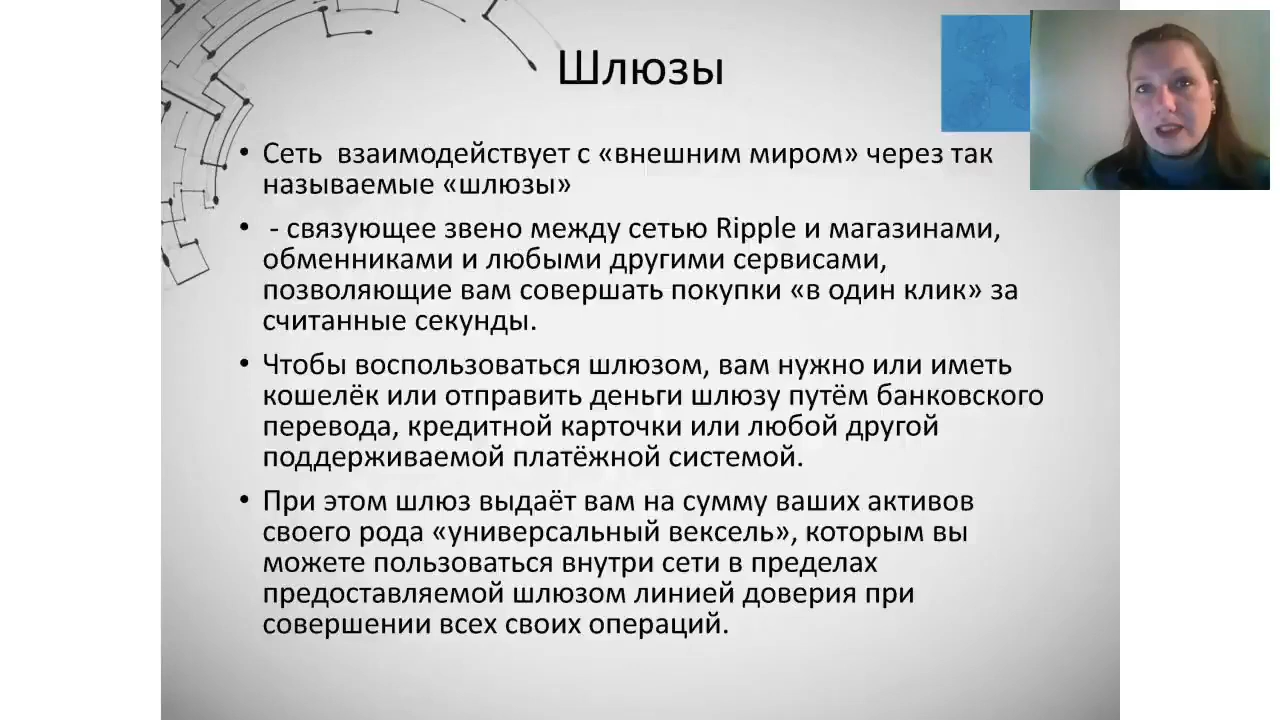 Шлюзы
• Сеть взаимодействует с «внешним миром» через так
называемые «шлюзы»
• - связующее звено между сетью Ripple и магазинами,
обменниками и любыми другими сервисами,
позволяющие вам совершать покупки «в один клик» за
считанные секунды.
• Чтобы воспользоваться шлюзом, вам нужно или иметь
кошелёк или отправить деньги шлюзу путём банковского
перевода, кредитной карточки или любой другой
поддерживаемой платёжной системой.
• При этом шлюз выдаёт вам на сумму ваших активов
своего рода «универсальный вексель», которым вы
можете пользоваться внутри сети в пределах
предоставляемой шлюзом линией доверия при
совершении всех своих операций.